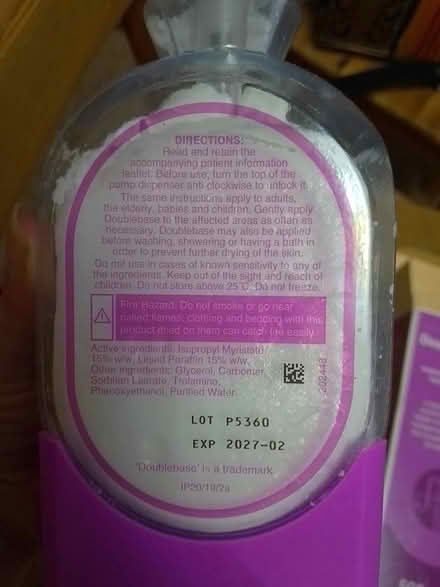 DIRECTIONS:
Read and retain the
accompanying patient information
leaflet. Before use, turn the top of the
pump dispenser anti-clockwise to unlock it.
The same instructions apply to adults,
the elderly, babies and children. Gently apply
Doublebase to the affected areas as often as
necessary. Doublebase may also be applied
before washing, showering or having a bath in
order to prevent further drying of the skin.
Do not use in cases of known sensitivity to any of
the ingredients. Keep out of the sight and reach of
children. Do not store above 25°C. Do not freeze.
Fire Hazard: Do not smoke or go near
naked flames, clothing and bedding with this
product dried on them can catch fire easily.
Active Ingredients: Isopropyl Myristate
15% w/w, Liquid Paraffin 15% w/w.
Other Ingredients: Glycerol, Carbomer,
Sorbitan Laurate, Trolamine,
Phenoxyethanol, Purified Water.
202448
LOT P5360
EXP 2027-02
'Doublebase' is a trademark.
IP20/19/2a